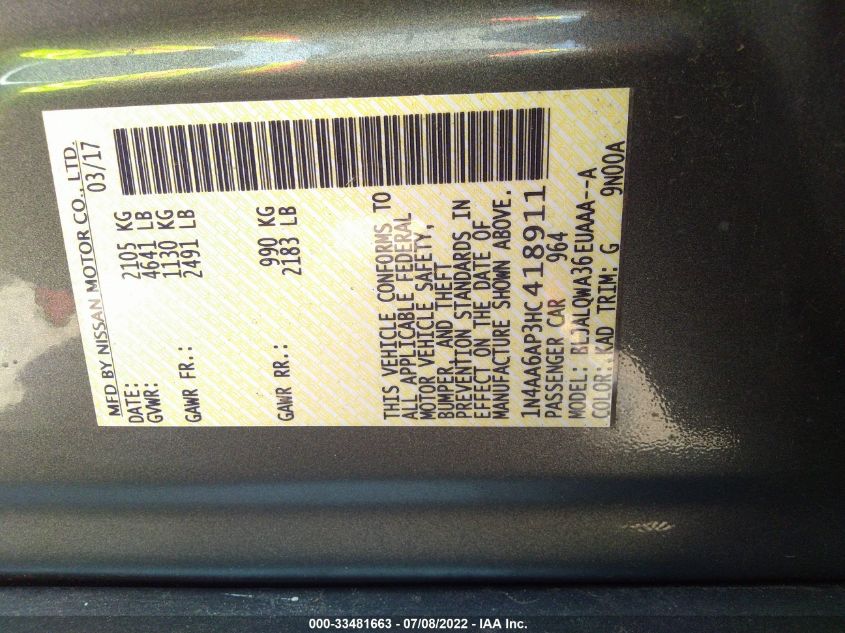 MFD BY NISSAN MOTOR CO., LTD.
DATE: 03/17
GVWR: 2105 KG
4641 LB
GAWR FR.: 1130 KG
2491 LB
GAWR RR.: 990 KG
2183 LB
THIS VEHICLE CONFORMS TO
ALL APPLICABLE FEDERAL
MOTOR VEHICLE SAFETY,
BUMPER, AND THEFT
PREVENTION STANDARDS IN
EFFECT ON THE DATE OF
MANUFACTURE SHOWN ABOVE.
1N4AA6AP3HC418911
PASSENGER CAR 964
MODEL: BLJALQWA36EUAAA--A
COLOR: KAD TRIM: G 9N00A
000-33481663 - 07/08/2022 - IAA Inc.